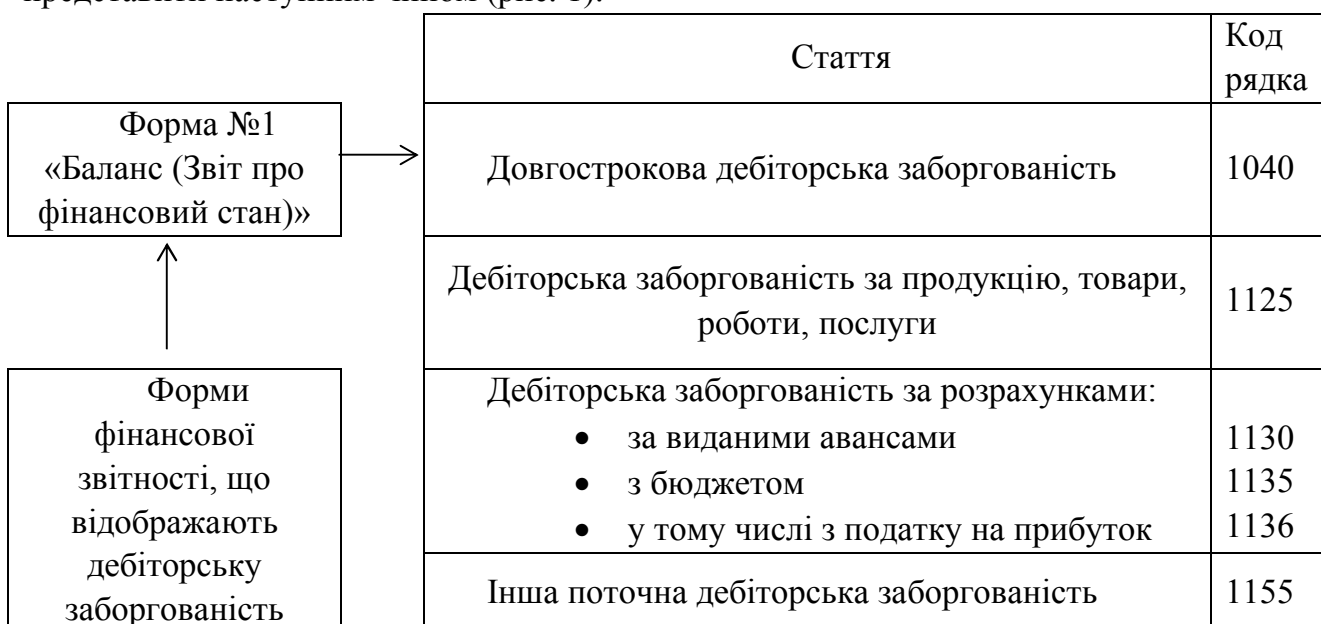 представити наступним чином (рис. 1).
Стаття
Код
рядка
Форма №1
«Баланс (Звіт про
фінансовий стан)»
Довгострокова дебіторська заборгованість
1040
Дебіторська заборгованість за продукцію, товари,
роботи, послуги
1125
Форми
фінансової
звітності, що
відображають
дебіторську
заборгованість
Дебіторська заборгованість за розрахунками:
• за виданими авансами
1130
• з бюджетом
1135
• у тому числі з податку на прибуток
1136
Інша поточна дебіторська заборгованість
1155